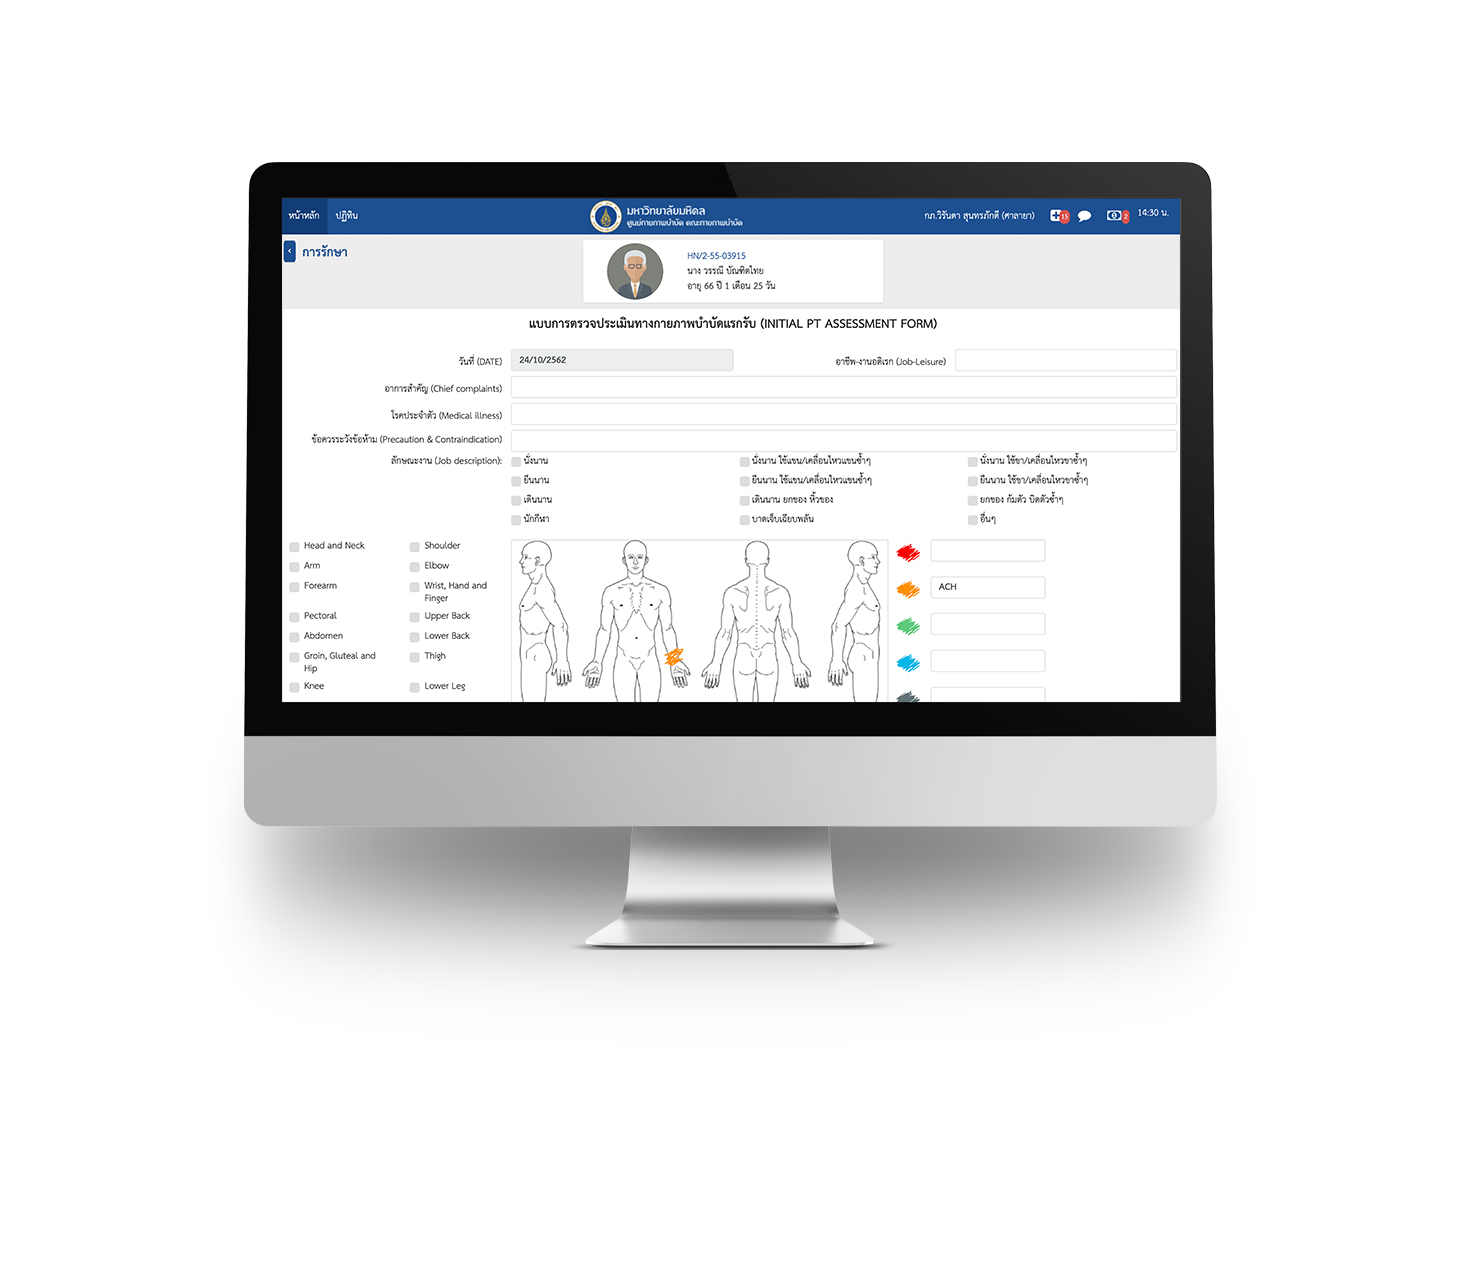 หน้าหลัก ปฏิทิน
มหาวิทยาลัยมหิดล
ศูนย์กายภาพบำบัด คณะกายภาพบำบัด
กภ.วิรันดา สุนทรภักดี (ศาลายา) 15 2 14:30 น.
การรักษา
HN/2-55-03915
นาง วรรณี บัณฑิตไทย
อายุ 66 ปี 1 เดือน 25 วัน
แบบการตรวจประเมินทางกายภาพบำบัดแรกรับ (INITIAL PT ASSESSMENT FORM)
วันที่ (DATE) 24/10/2562 อาชีพ-งานอดิเรก (Job-Leisure)
อาการสำคัญ (Chief complaints)
โรคประจำตัว (Medical illness)
ข้อควรระวังข้อห้าม (Precaution & Contraindication)
ลักษณะงาน (Job description): นั่งนาน นั่งนาน ใช้แขน/เคลื่อนไหวแขนซ้ำๆ นั่งนาน ใช้ขา/เคลื่อนไหวขาซ้ำๆ
ยืนนาน ยืนนาน ใช้แขน/เคลื่อนไหวแขนซ้ำๆ ยืนนาน ใช้ขา/เคลื่อนไหวขาซ้ำๆ
เดินนาน เดินนาน ยกของ หิ้วของ ยกของ ก้มตัว บิดตัวซ้ำๆ
นักกีฬา บาดเจ็บเฉียบพลัน อื่นๆ
Head and Neck Shoulder
Arm Elbow
Forearm Wrist, Hand and
Finger
ACH
Pectoral Upper Back
Abdomen Lower Back
Groin, Gluteal and Thigh
Hip
Knee Lower Leg